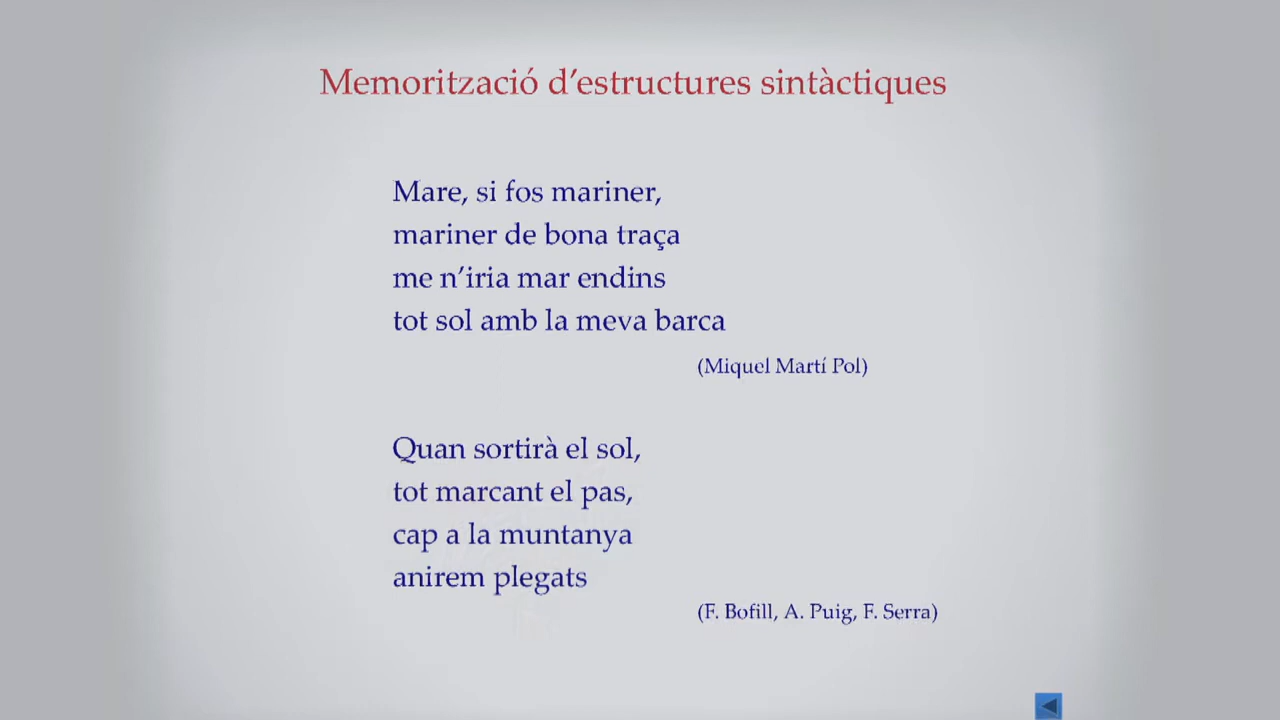 Memorització d’estructures sintàctiques
Mare, si fos mariner,
mariner de bona traça
me n’iria mar endins
tot sol amb la meva barca
(Miquel Martí Pol)
Quan sortirà el sol,
tot marcant el pas,
cap a la muntanya
anirem plegats
(F. Bofill, A. Puig, F. Serra)